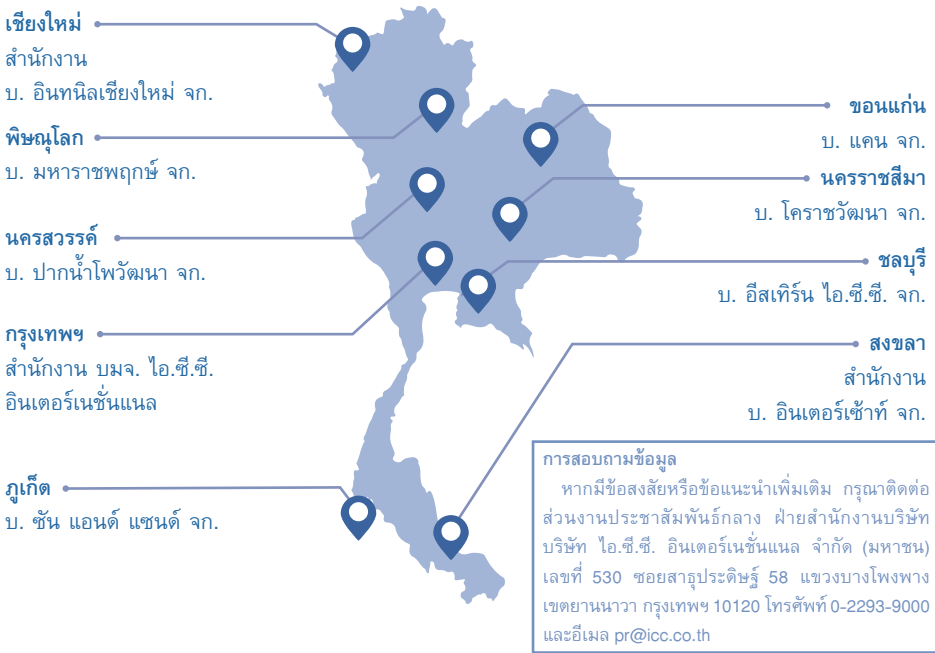 เชียงใหม่
สำนักงาน
บ. อินทนิลเชียงใหม่ จก.
พิษณุโลก
บ. มหาราชพฤกษ์ จก.
นครสวรรค์
บ. ปากน้ำโพวัฒนา จก.
กรุงเทพฯ
สำนักงาน บมจ. ไอ.ซี.ซี.
อินเตอร์เนชั่นแนล
ภูเก็ต
บ. ซัน แอนด์ แซนด์ จก.
ขอนแก่น
บ. แคน จก.
นครราชสีมา
บ. โคราชวัฒนา จก.
ชลบุรี
บ. อีสเทิร์น ไอ.ซี.ซี. จก.
สงขลา
สำนักงาน
บ. อินเตอร์เซ้าท์ จก.
การสอบถามข้อมูล
หากมีข้อสงสัยหรือข้อแนะนำเพิ่มเติม กรุณาติดต่อ
ส่วนงานประชาสัมพันธ์กลาง ฝ่ายสำนักงานบริษัท
บริษัท ไอ.ซี.ซี. อินเตอร์เนชั่นแนล จำกัด (มหาชน)
เลขที่ 530 ซอยสาธุประดิษฐ์ 58 แขวงบางโพงพาง
เขตยานนาวา กรุงเทพฯ 10120 โทรศัพท์ 0-2293-9000
และอีเมล pr@icc.co.th